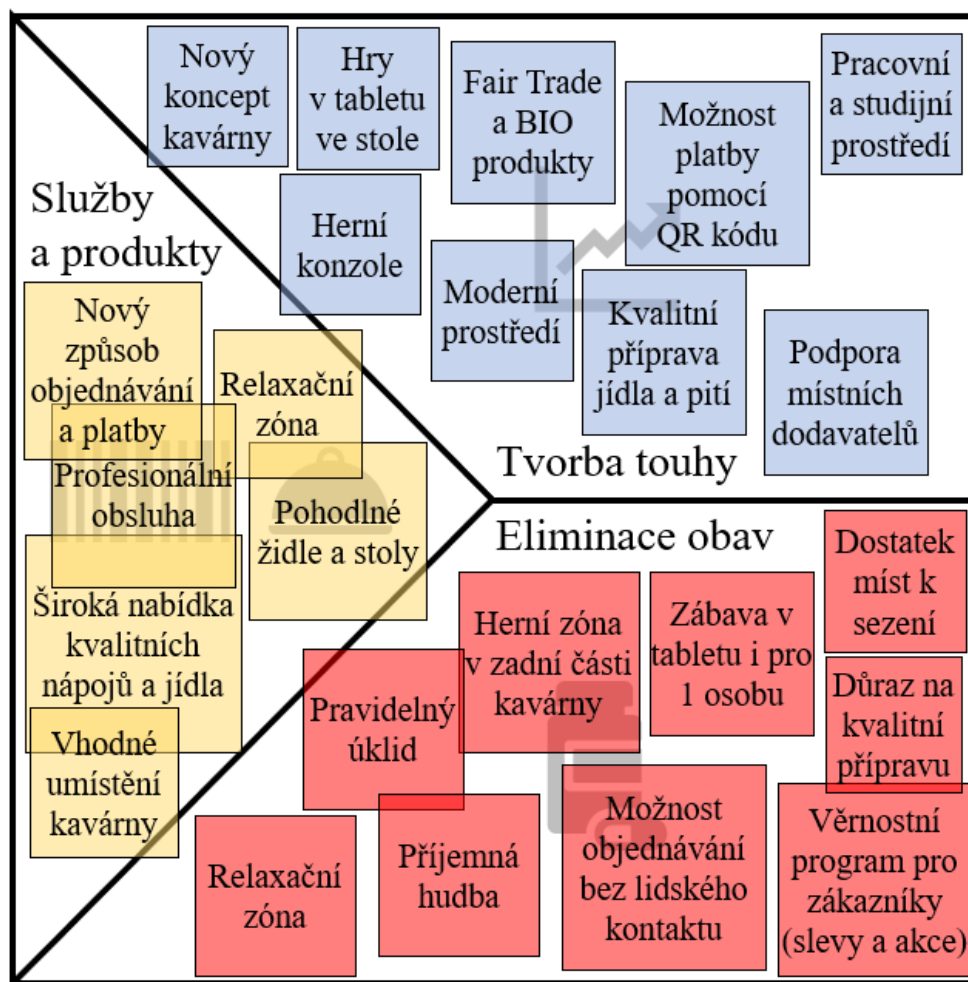 Nový
koncept
kavárny
Hry
v tabletu
ve stole
Fair Trade
a BIO
produkty
Možnost
platby
pomocí
QR kódu
Pracovní
a studijní
prostředí
Herní
konzole
Moderní
prostředí
Kvalitní
příprava
jídla a pití
Podpora
místních
dodavatelů
Tvorba touhy
Služby
a produkty
Nový
způsob
objednávání
a platby
Relaxační
zóna
Profesionální
obsluha
Pohodlné
židle a stoly
Široká nabídka
kvalitních
nápojů a jídla
Vhodné
umístění
kavárny
Eliminace obav
Dostatek
míst k
sezení
Herní zóna
v zadní části
kavárny
Zábava v
tabletu i pro
1 osobu
Pravidelný
úklid
Důraz na
kvalitní
přípravu
Relaxační
zóna
Příjemná
hudba
Možnost
objednávání
bez lidského
kontaktu
Věrnostní
program pro
zákazníky
(slevy a akce)